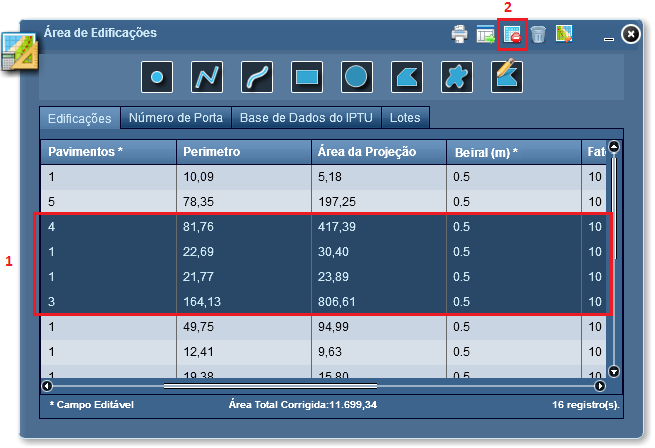 2
Área de Edificações
Edificações Número de Porta Base de Dados do IPTU Lotes
Pavimentos * Perimetro Área da Projeção Beiral (m) * Fat
1 10,09 5,18 0.5 10
5 78,35 197,25 0.5 10
4 81,76 417,39 0.5 10
1 22,69 30,40 0.5 10
1
1 21,77 23,89 0.5 10
3 164,13 806,61 0.5 10
1 49,75 94,99 0.5 10
1 12,41 9,63 0.5 10
1 19,38 15,80 0.5 10
* Campo Editável Área Total Corrigida:11.699,34 16 registro(s).